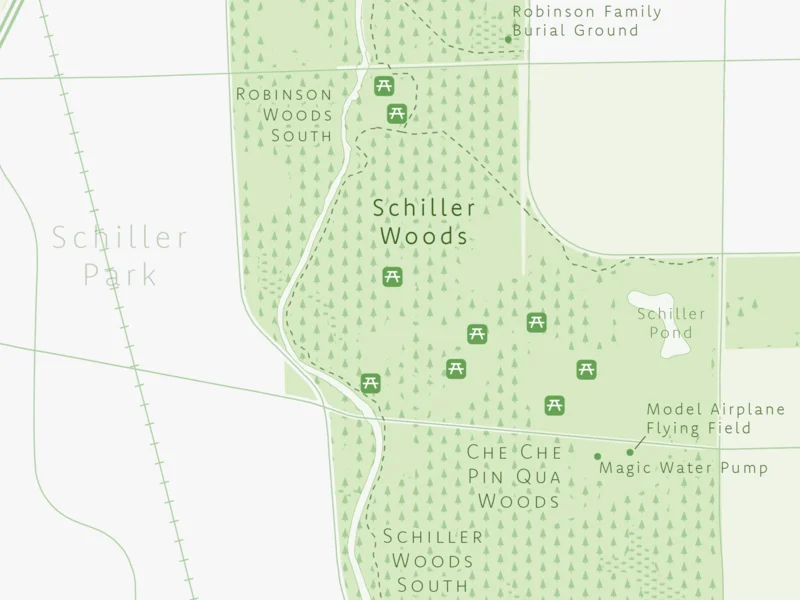 Robinson Family
Burial Ground
ROBINSON
WOODS
SOUTH
Schiller
Woods
Schiller
Park
Schiller
Pond
Model Airplane
Flying Field
CHE CHE
PIN QUA
WOODS
Magic Water Pump
SCHILLER
WOODS
SOUTH